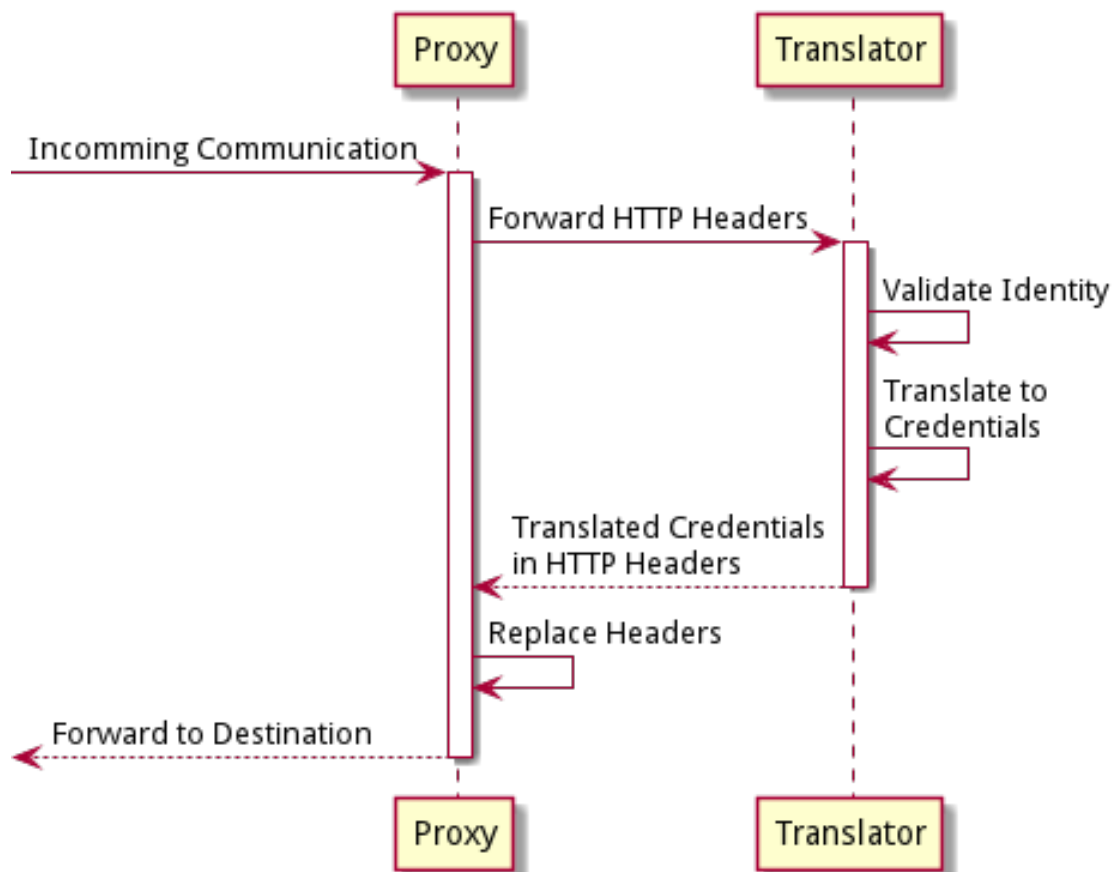 Proxy
Translator
Incomming Communication
Forward HTTP Headers
Validate Identity
Translate to
Credentials
Translated Credentials
in HTTP Headers
Replace Headers
Forward to Destination
Proxy
Translator